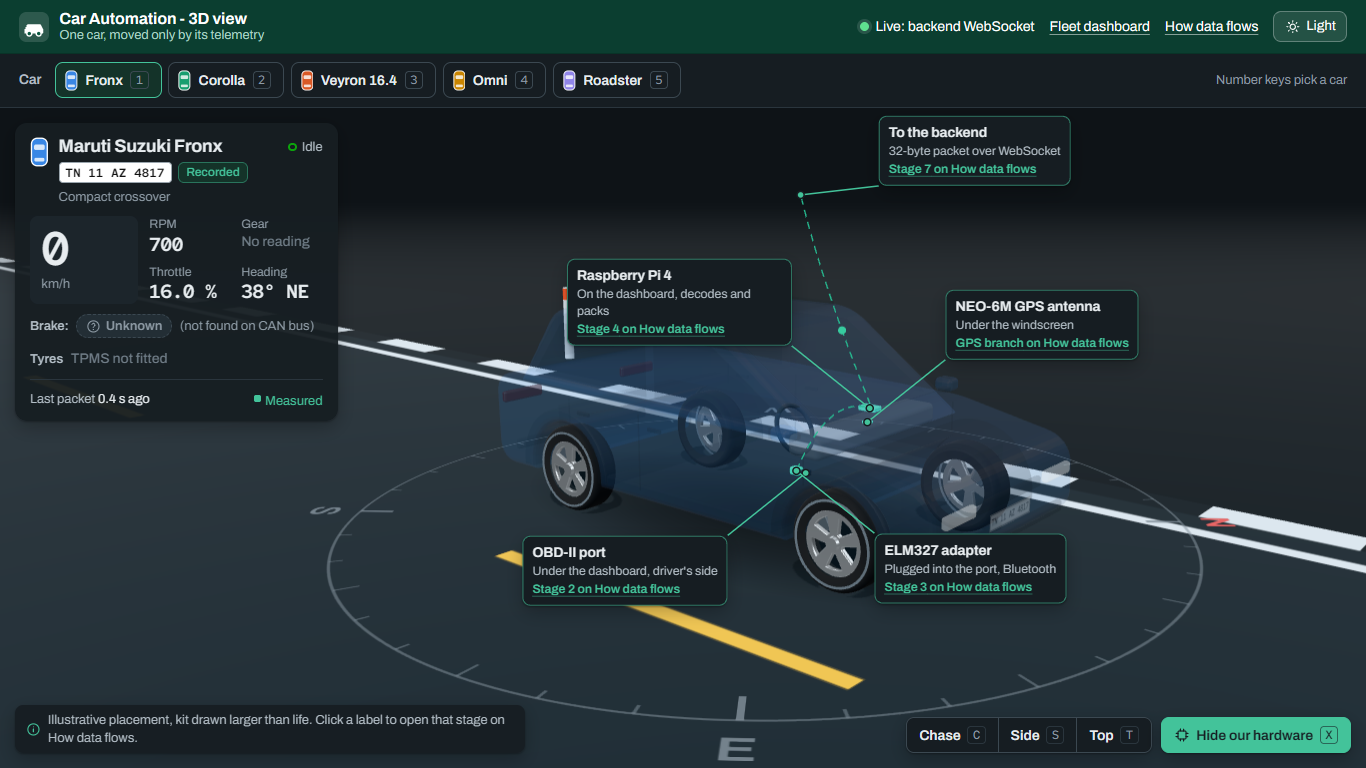 Car Automation - 3D view
One car, moved only by its telemetry
Live: backend WebSocket
Fleet dashboard
How data flows
Light
Car
Fronx 1
Corolla 2
Veyron 16.4 3
Omni 4
Roadster 5
Number keys pick a car
Maruti Suzuki Fronx
Idle
TN 11 AZ 4817
Recorded
Compact crossover
0
km/h
RPM
700
Gear
No reading
Throttle
16.0 %
Heading
38° NE
Brake: Unknown (not found on CAN bus)
Tyres TPMS not fitted
Last packet 0.4 s ago
Measured
To the backend
32-byte packet over WebSocket
Stage 7 on How data flows
Raspberry Pi 4
On the dashboard, decodes and
packs
Stage 4 on How data flows
NEO-6M GPS antenna
Under the windscreen
GPS branch on How data flows
S
N
TN 11 AZ 4817
OBD-II port
Under the dashboard, driver's side
Stage 2 on How data flows
ELM327 adapter
Plugged into the port, Bluetooth
Stage 3 on How data flows
E
Illustrative placement, kit drawn larger than life. Click a label to open that stage on
How data flows.
Chase C
Side S
Top T
Hide our hardware X